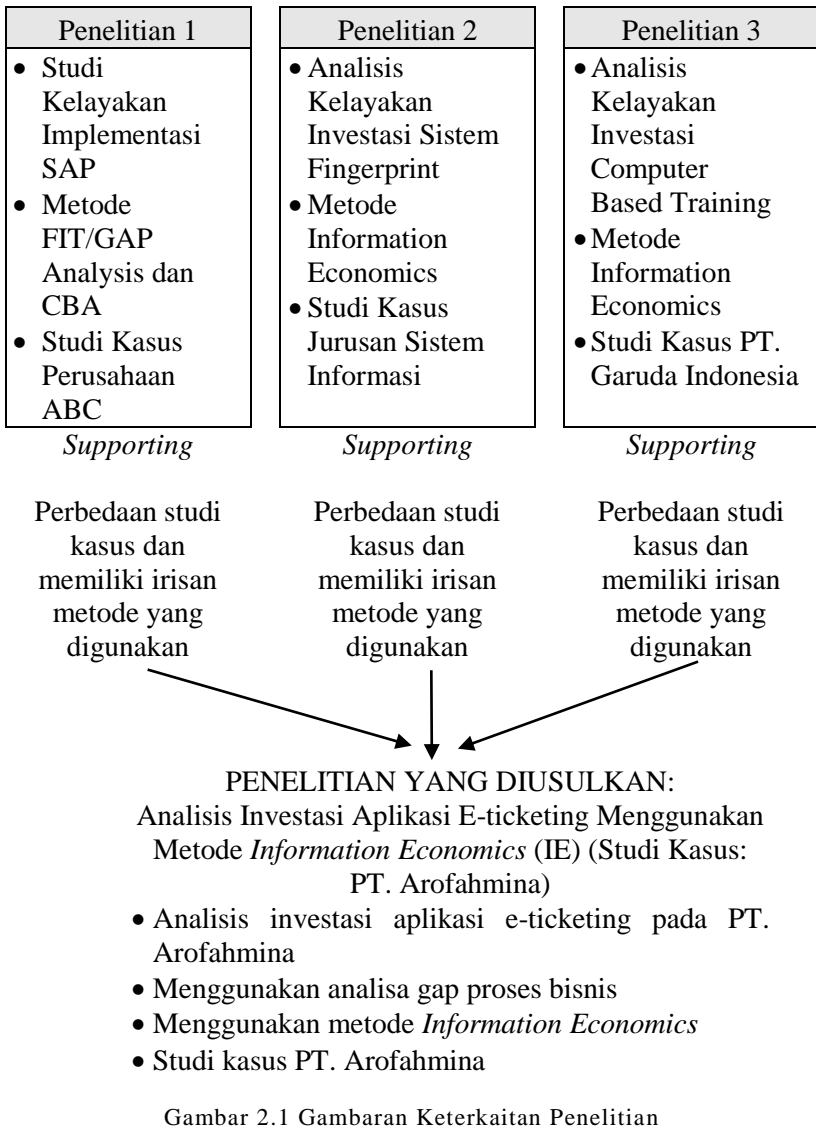 Penelitian 1
• Studi
Kelayakan
Implementasi
SAP
• Metode
FIT/GAP
Analysis dan
CBA
• Studi Kasus
Perusahaan
ABC
Supporting
Perbedaan studi
kasus dan
memiliki irisan
metode yang
digunakan
Penelitian 2
• Analisis
Kelayakan
Investasi Sistem
Fingerprint
• Metode
Information
Economics
• Studi Kasus
Jurusan Sistem
Informasi
Supporting
Perbedaan studi
kasus dan
memiliki irisan
metode yang
digunakan
Penelitian 3
• Analisis
Kelayakan
Investasi
Computer
Based Training
• Metode
Information
Economics
• Studi Kasus PT.
Garuda Indonesia
Supporting
Perbedaan studi
kasus dan
memiliki irisan
metode yang
digunakan
PENELITIAN YANG DIUSULKAN:
Analisis Investasi Aplikasi E-ticketing Menggunakan
Metode Information Economics (IE) (Studi Kasus:
PT. Arofahmina)
• Analisis investasi aplikasi e-ticketing pada PT.
Arofahmina
• Menggunakan analisa gap proses bisnis
• Menggunakan metode Information Economics
• Studi kasus PT. Arofahmina
Gambar 2.1 Gambaran Keterkaitan Penelitian